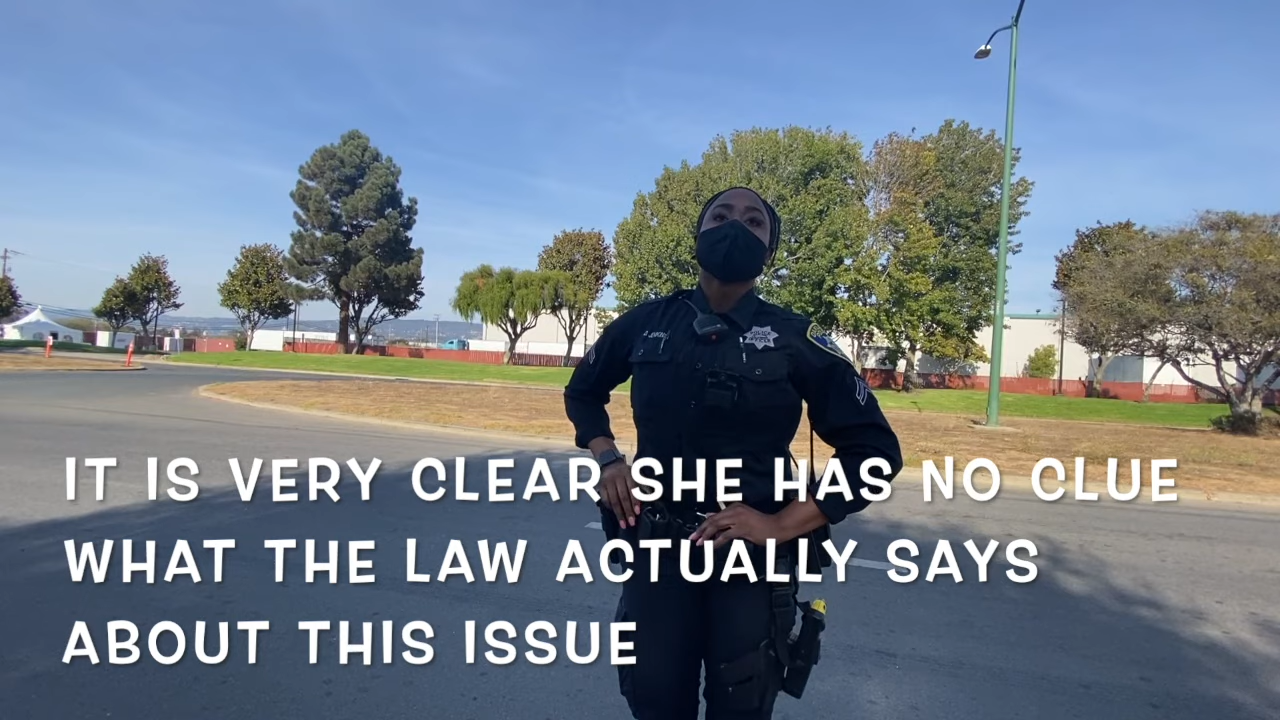 IT IS VERY CLEAR SHE HAS NO CLUE
WHAT THE LAW ACTUALLY SAYS
ABOUT THIS ISSUE